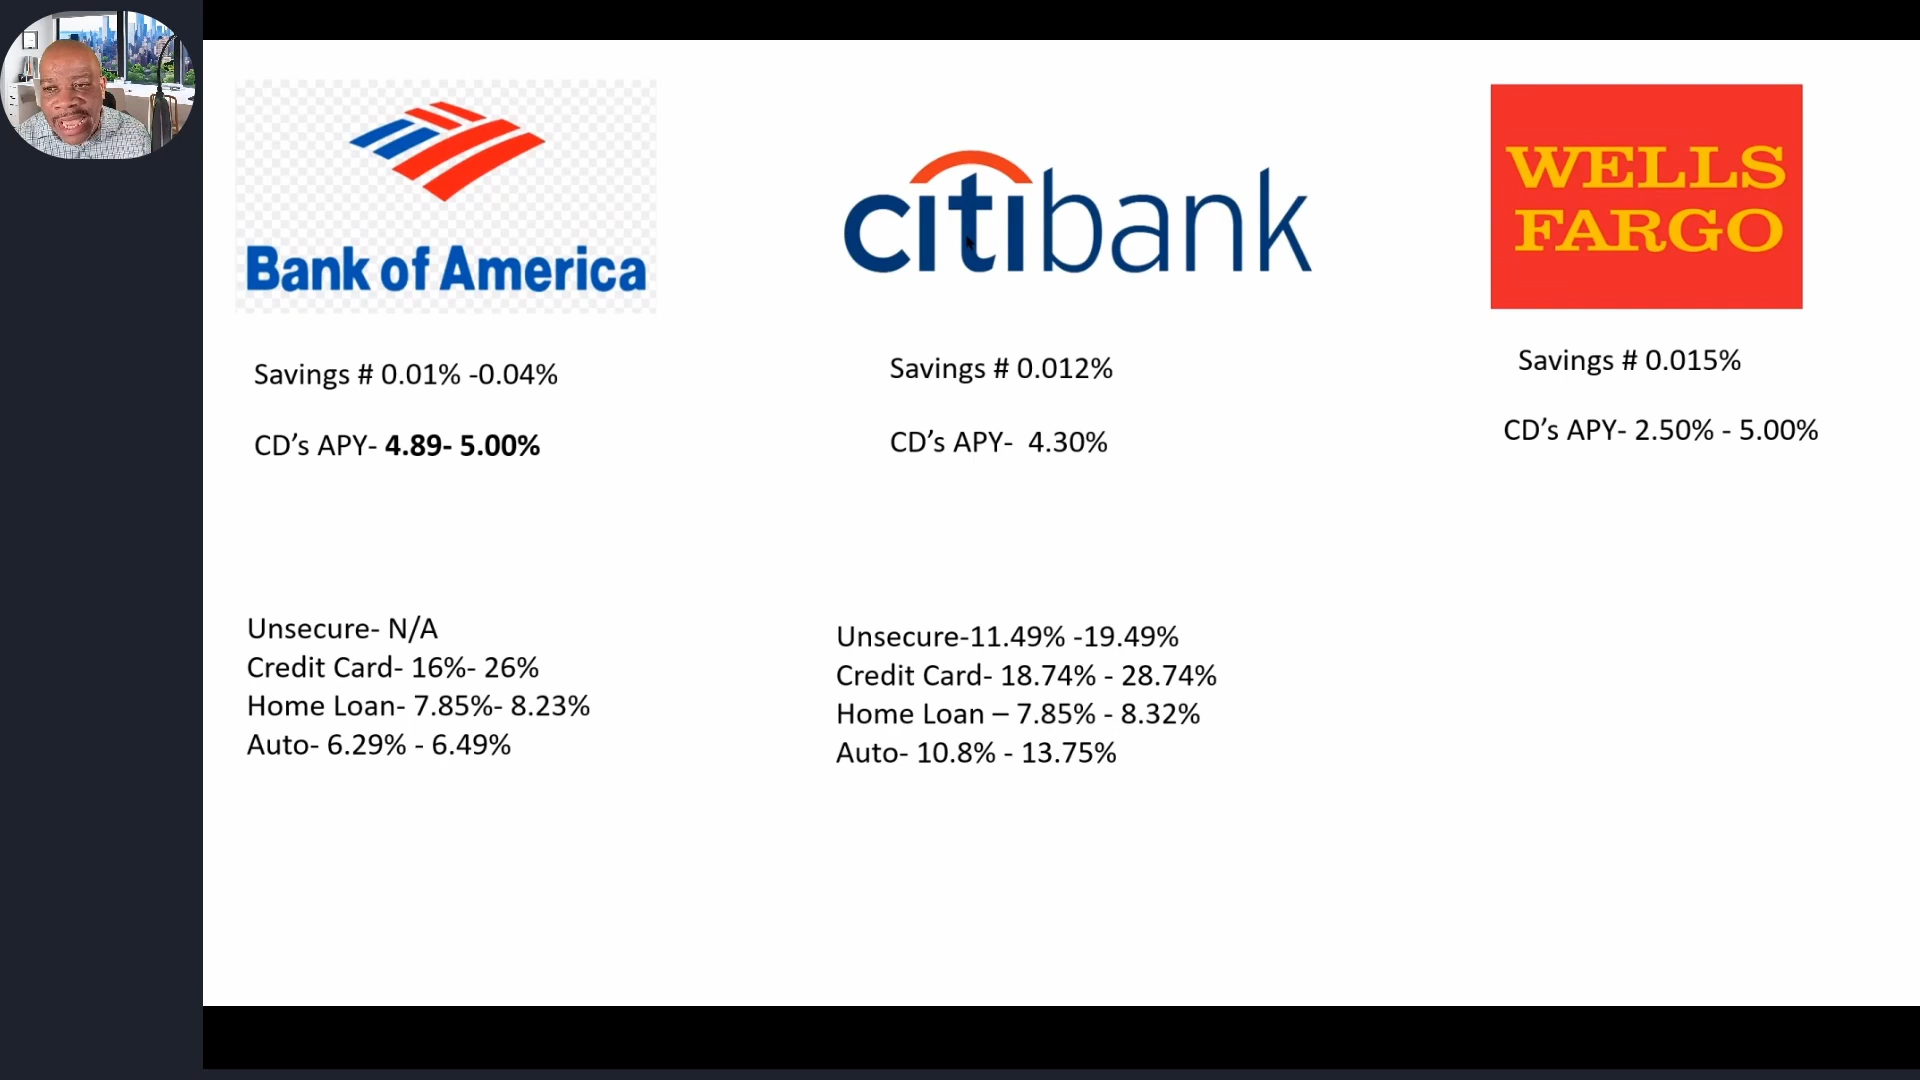 Bank of America
Savings # 0.01% -0.04%
CD’s APY- 4.89- 5.00%
Unsecure- N/A
Credit Card- 16%- 26%
Home Loan- 7.85%- 8.23%
Auto- 6.29% - 6.49%
citibank
Savings # 0.012%
CD’s APY-  4.30%
Unsecure-11.49% -19.49%
Credit Card- 18.74% - 28.74%
Home Loan – 7.85% - 8.32%
Auto- 10.8% - 13.75%
WELLS
FARGO
Savings # 0.015%
CD’s APY- 2.50% - 5.00%